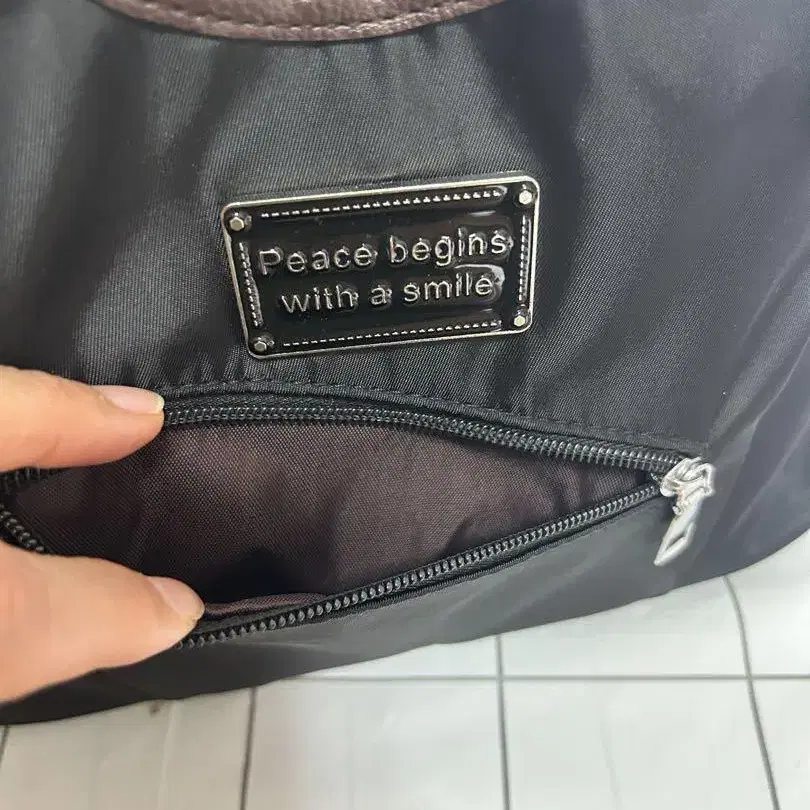 Peace begins
with a smile